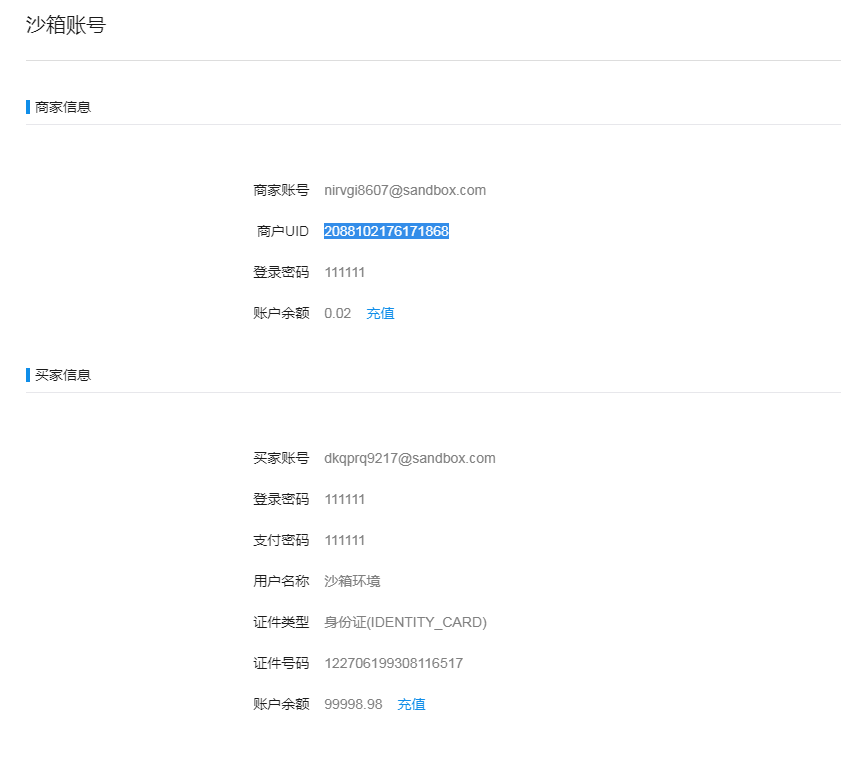 沙箱账号
商家信息
商家账号 nirvgi8607@sandbox.com
商户UID 2088102176171868
登录密码 111111
账户余额 0.02 充值
买家信息
买家账号 dkqprq9217@sandbox.com
登录密码 111111
支付密码 111111
用户名称 沙箱环境
证件类型 身份证(IDENTITY_CARD)
证件号码 122706199308116517
账户余额 99998.98 充值